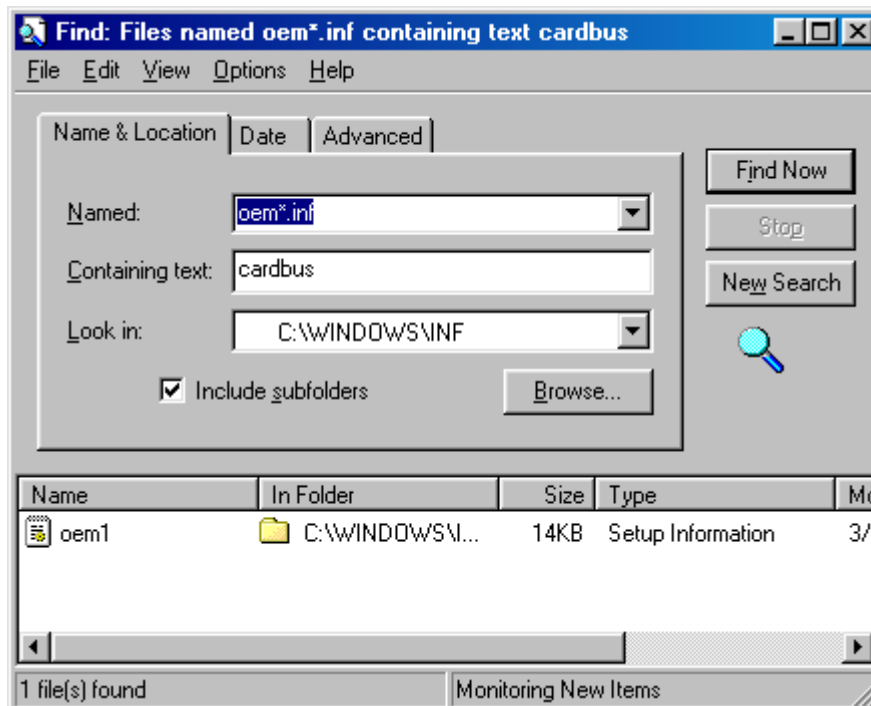 Find: Files named oem*.inf containing text cardbus
File Edit View Options Help
Name & Location Date Advanced
Find Now
Named: oem*.inf
Stop
Containing text: cardbus
New Search
Look in: C:\WINDOWS\INF
Include subfolders Browse...
Name In Folder Size Type Mo
oem1 C:\WINDOWS\I... 14KB Setup Information 3/
1 file(s) found Monitoring New Items